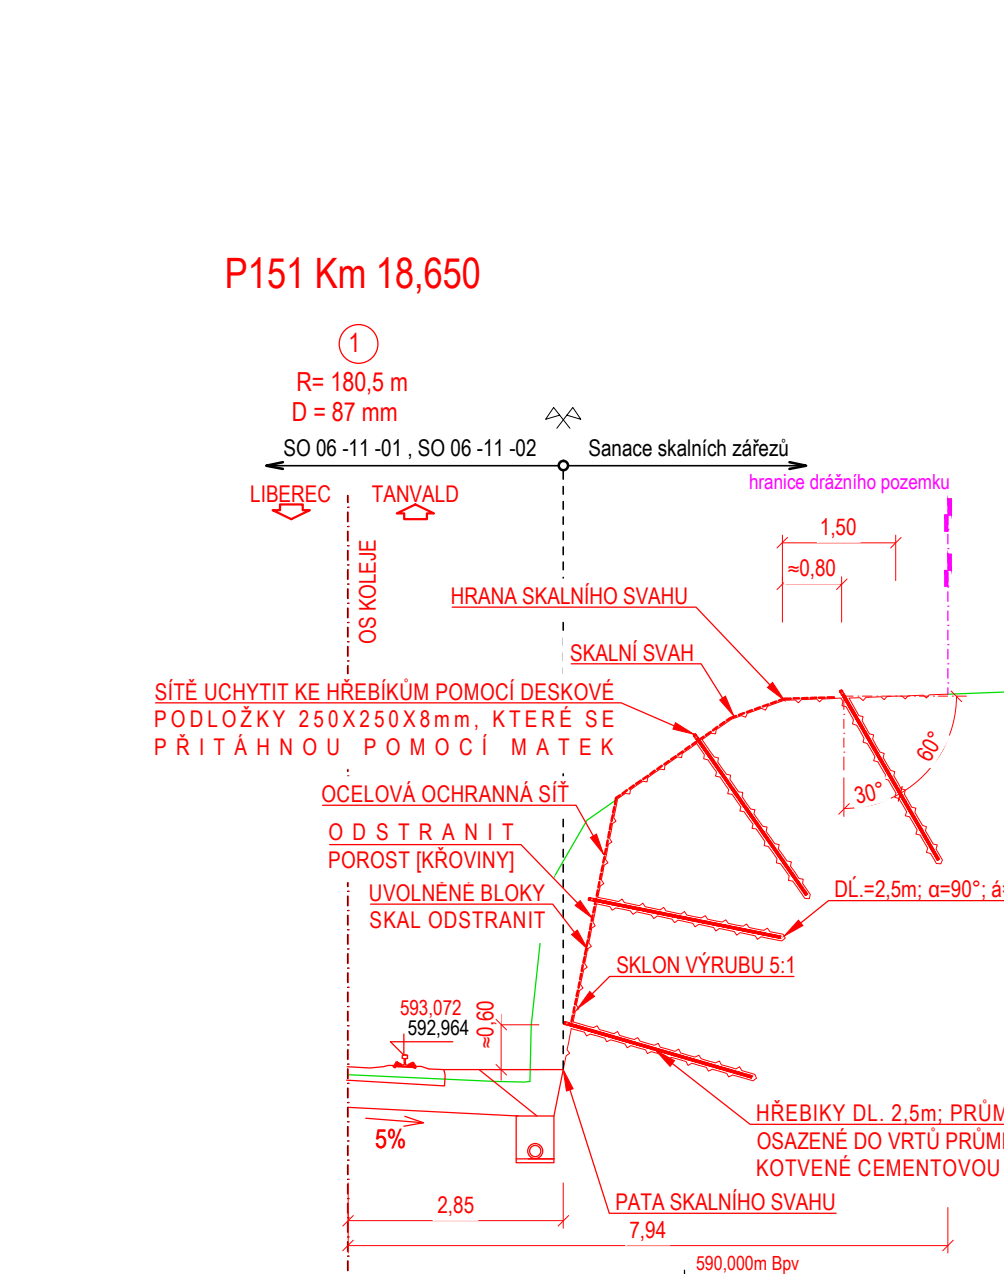 P151 Km 18,650
1
R= 180,5 m
D = 87 mm
SO 06 -11 -01 , SO 06 -11 -02
Sanace skalních zářezů
LIBEREC
TANVALD
hranice drážního pozemku
1,50
≈0,80
OS KOLEJE
HRANA SKALNÍHO SVAHU
SKALNÍ SVAH
SÍTĚ UCHYTIT KE HŘEBÍKŮM POMOCÍ DESKOVÉ
PODLOŽKY 250X250X8mm, KTERÉ SE
PŘITÁHNOU POMOCÍ MATEK
60°
30°
OCELOVÁ OCHRANNÁ SÍŤ
ODSTRANIT
POROST [KŘOVINY]
UVOLNĚNÉ BLOKY
SKAL ODSTRANIT
DĹ.=2,5m; α=90°; á=
SKLON VÝRUBU 5:1
593,072
592,964
≈0,60
HŘEBIKY DL. 2,5m; PRŮM
OSAZENÉ DO VRTŮ PRŮM
KOTVENÉ CEMENTOVOU
5%
2,85
PATA SKALNÍHO SVAHU
7,94
590,000m Bpv